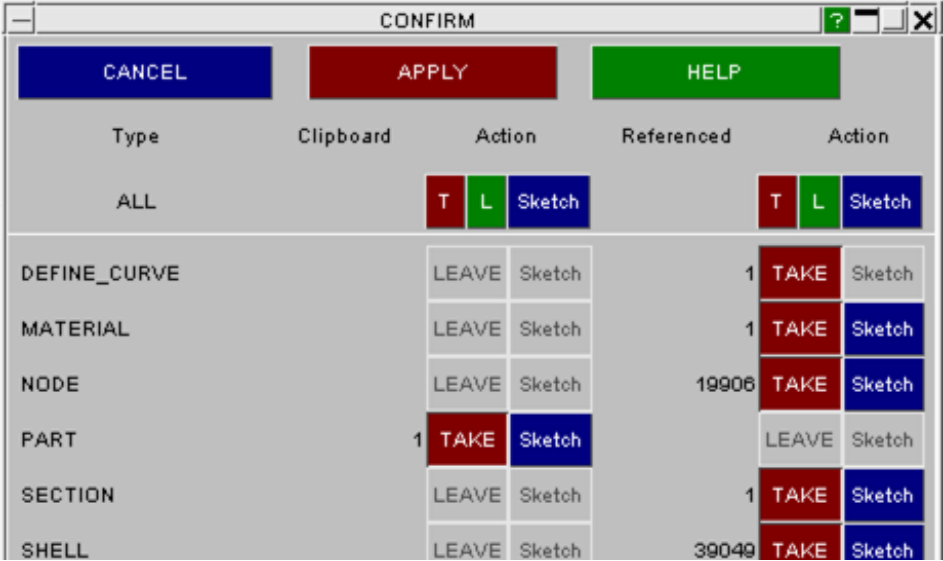 CONFIRM ?
CANCEL APPLY HELP
Type Clipboard Action Referenced Action
ALL T L Sketch T L Sketch
DEFINE_CURVE LEAVE Sketch 1 TAKE Sketch
MATERIAL LEAVE Sketch 1 TAKE Sketch
NODE LEAVE Sketch 19906 TAKE Sketch
PART 1 TAKE Sketch LEAVE Sketch
SECTION LEAVE Sketch 1 TAKE Sketch
SHELL LEAVE Sketch 39049 TAKE Sketch